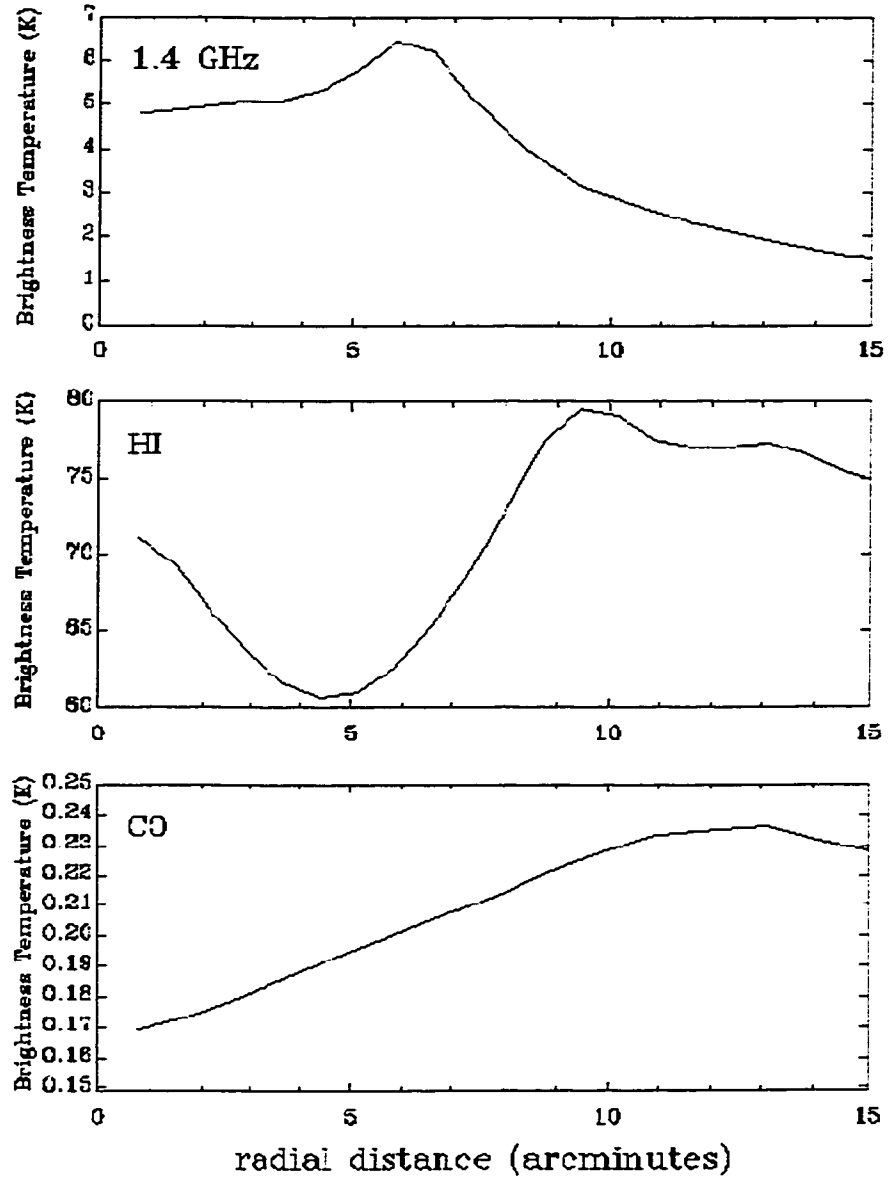 Brightness Temperature (K)
7
6
5
4
3
2
1
0
1.4 GHz
0 5 10 15
Brightness Temperature (K)
80
75
70
65
60
HI
0 5 10 15
Brightness Temperature (K)
0.25
0.24
0.23
0.22
0.21
0.20
0.19
0.18
0.17
0.16
0.15
CO
0 5 10 15
radial distance (arcminutes)